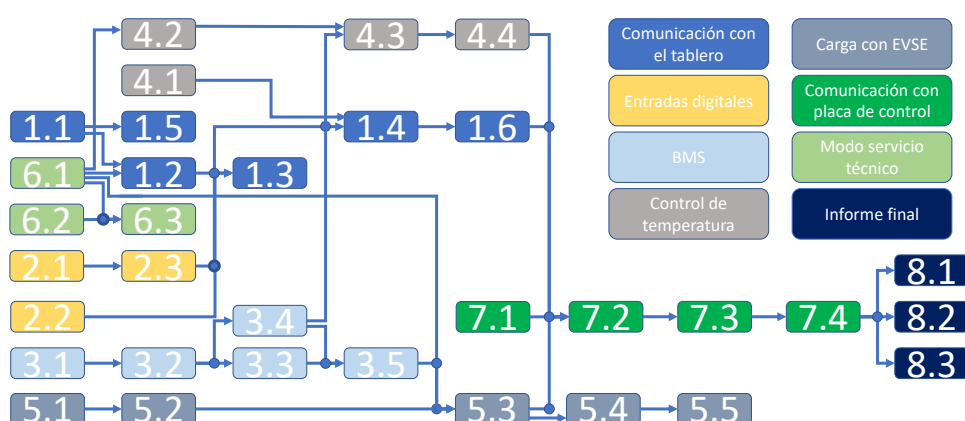 4.2
4.3
4.4
Comunicación con
el tablero
Carga con EVSE
4.1
Entradas digitales
Comunicación con
placa de control
1.1
1.5
1.4
1.6
6.1
1.2
1.3
BMS
Modo servicio
técnico
6.2
6.3
Control de
temperatura
Informe final
2.1
2.3
8.1
2.2
3.4
7.1
7.2
7.3
7.4
8.2
3.1
3.2
3.3
3.5
8.3
5.1
5.2
5.3
5.4
5.5